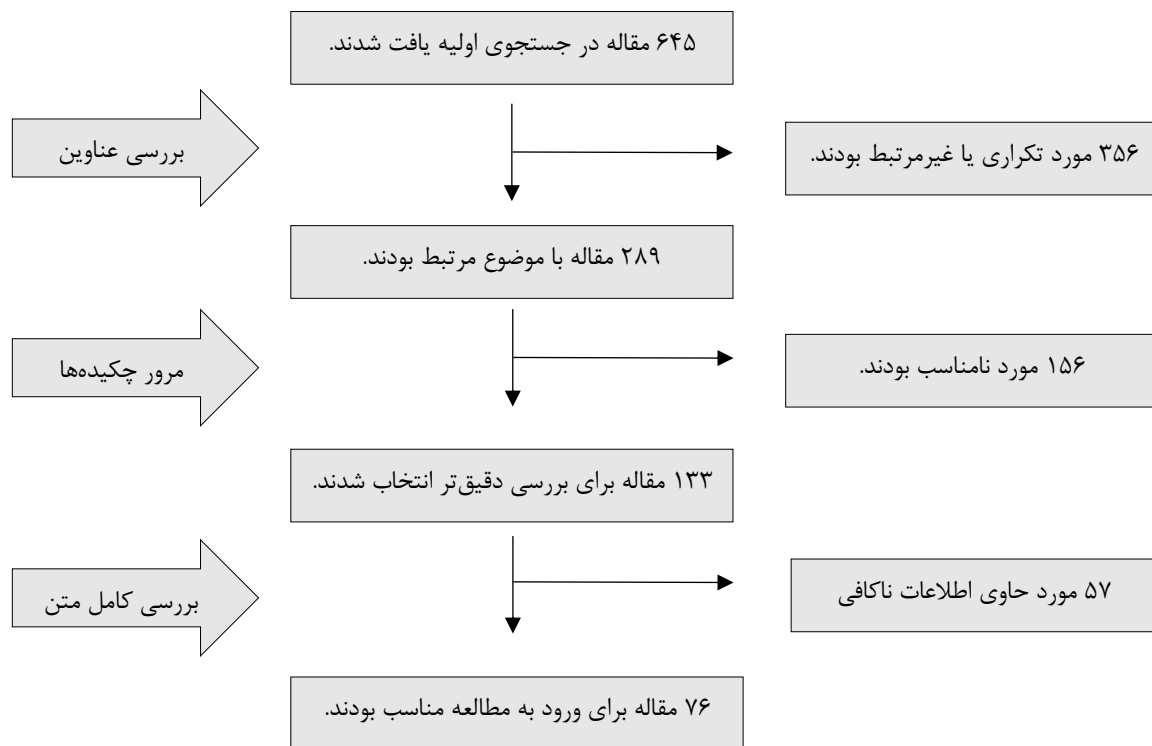 ۶۴۵ مقاله در جستجوی اولیه یافت شدند.
بررسی عناوین
۳۵۶ مورد تکراری یا غیرمرتبط بودند.
۲۸۹ مقاله با موضوع مرتبط بودند.
مرور چکیده‌ها
۱۵۶ مورد نامناسب بودند.
۱۳۳ مقاله برای بررسی دقیق‌تر انتخاب شدند.
بررسی کامل متن
۵۷ مورد حاوی اطلاعات ناکافی
۷۶ مقاله برای ورود به مطالعه مناسب بودند.